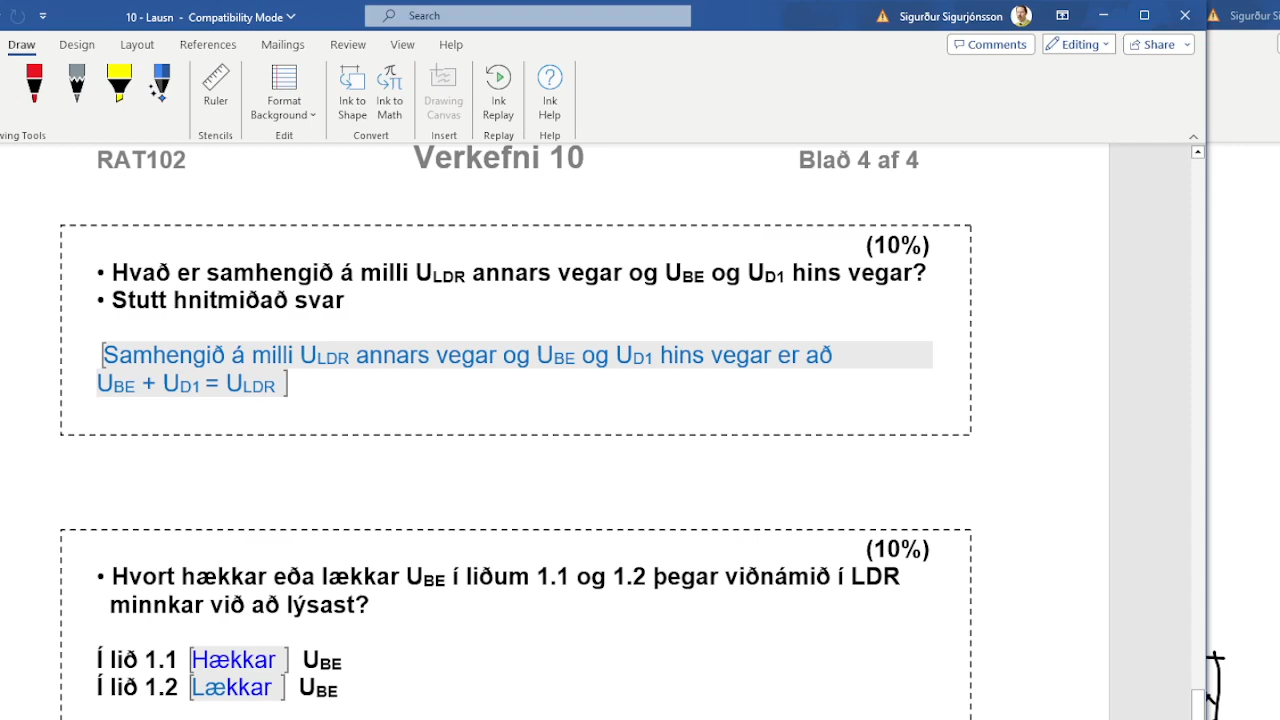 10 - Lausn - Compatibility Mode
Search
Sigurður Sigurjónsson
Sigurður
Draw Design Layout References Mailings Review View Help
Comments Editing Share
Ruler
Format Background
Ink to Shape
Ink to Math
Drawing Canvas
Ink Replay
Ink Help
Stencils Edit Convert Insert Replay Help
RAT102 Verkefni 10 Blað 4 af 4
(10%)
• Hvað er samhengið á milli ULDR annars vegar og UBE og UD1 hins vegar?
• Stutt hnitmiðað svar
[Samhengið á milli ULDR annars vegar og UBE og UD1 hins vegar er að
UBE + UD1 = ULDR ]
(10%)
• Hvort hækkar eða lækkar UBE í liðum 1.1 og 1.2 þegar viðnámið í LDR
minnkar við að lýsast?
Í lið 1.1 [Hækkar ] UBE
Í lið 1.2 [Lækkar ] UBE